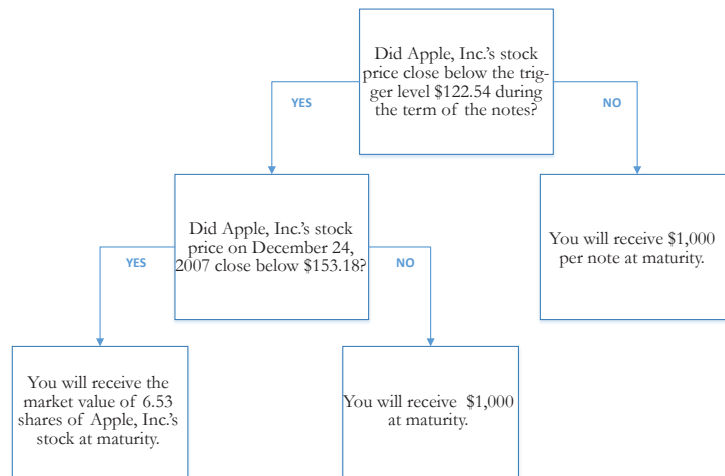 Did Apple, Inc.'s stock
price close below the trig-
ger level $122.54 during
the term of the notes?
YES
NO
Did Apple, Inc.'s stock
price on December 24,
2007 close below $153.18?
You will receive $1,000
per note at maturity.
YES
NO
You will receive the
market value of 6.53
shares of Apple, Inc.'s
stock at maturity.
You will receive $1,000
at maturity.